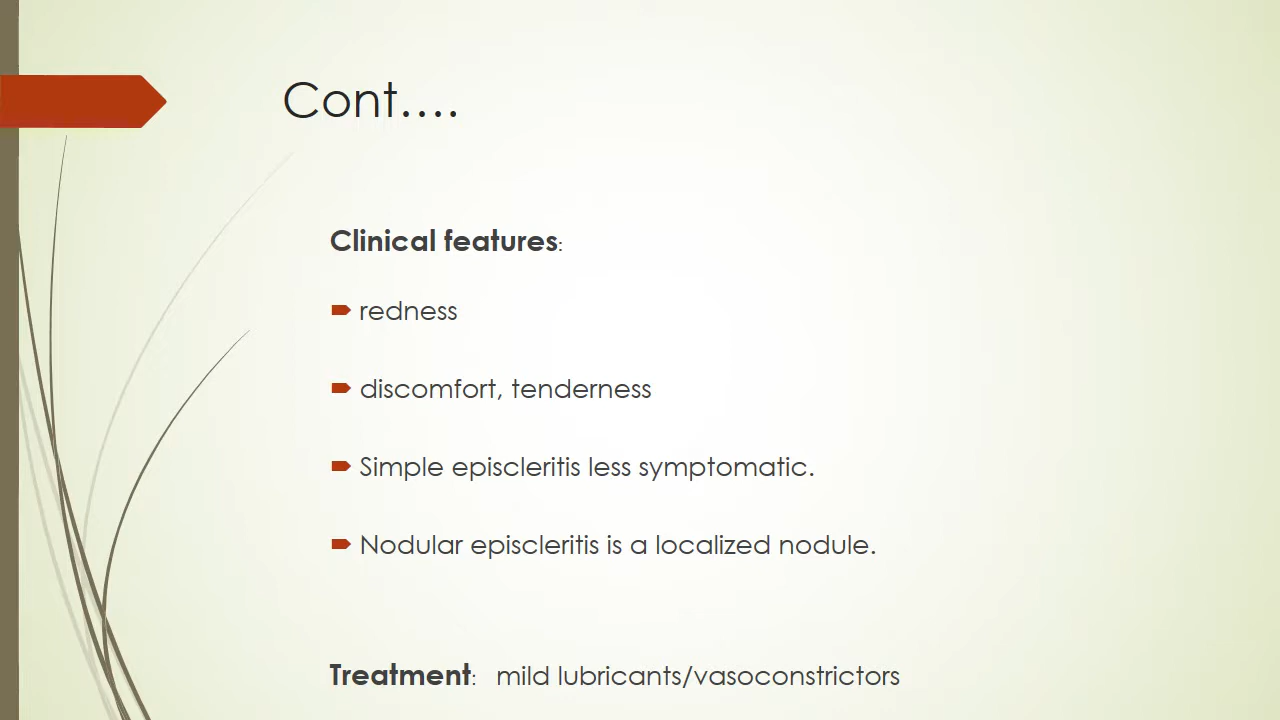 Cont....
Clinical features:
redness
discomfort, tenderness
Simple episcleritis less symptomatic.
Nodular episcleritis is a localized nodule.
Treatment: mild lubricants/vasoconstrictors